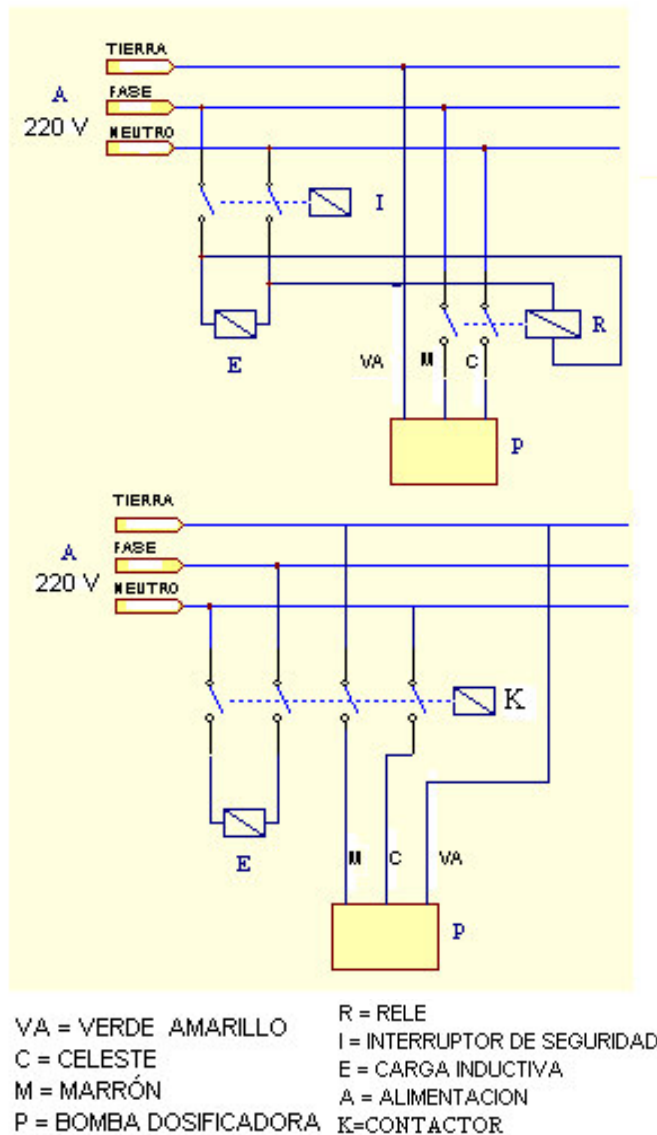 TIERRA
A
FASE
220 V
NEUTRO
I
R
E
VA
M
C
P
TIERRA
A
FASE
220 V
NEUTRO
K
E
M
C
VA
P
VA = VERDE AMARILLO
C = CELESTE
M = MARRÓN
P = BOMBA DOSIFICADORA
R = RELE
I = INTERRUPTOR DE SEGURIDAD
E = CARGA INDUCTIVA
A = ALIMENTACION
K=CONTACTOR